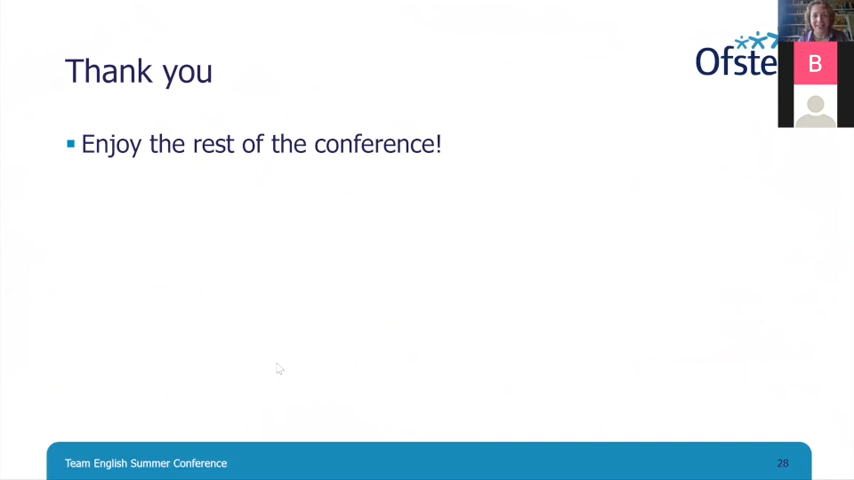 Thank you
Ofste
B
Enjoy the rest of the conference!
Team English Summer Conference
28